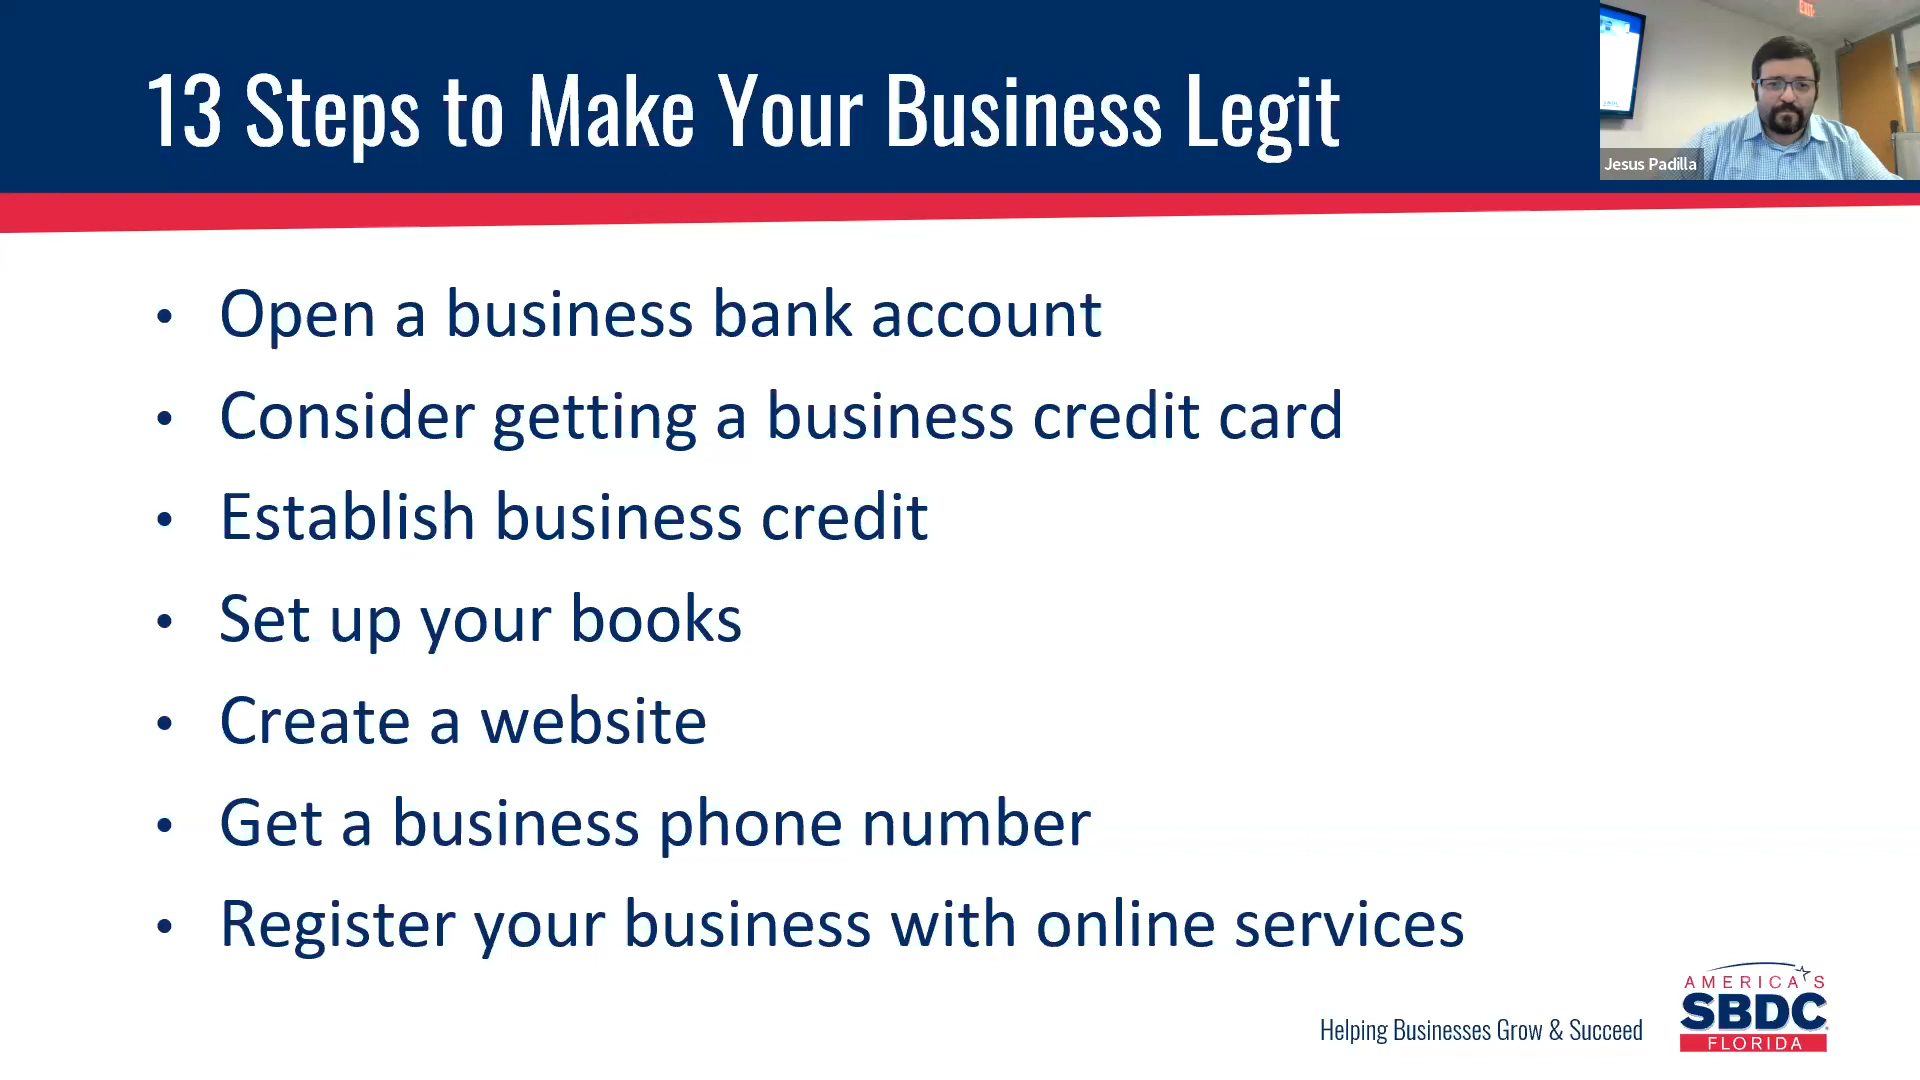 13 Steps to Make Your Business Legit
EXIT
Jesus Padilla
• Open a business bank account
• Consider getting a business credit card
• Establish business credit
• Set up your books
• Create a website
• Get a business phone number
• Register your business with online services
Helping Businesses Grow & Succeed
AMERICA'S
SBDC
FLORIDA